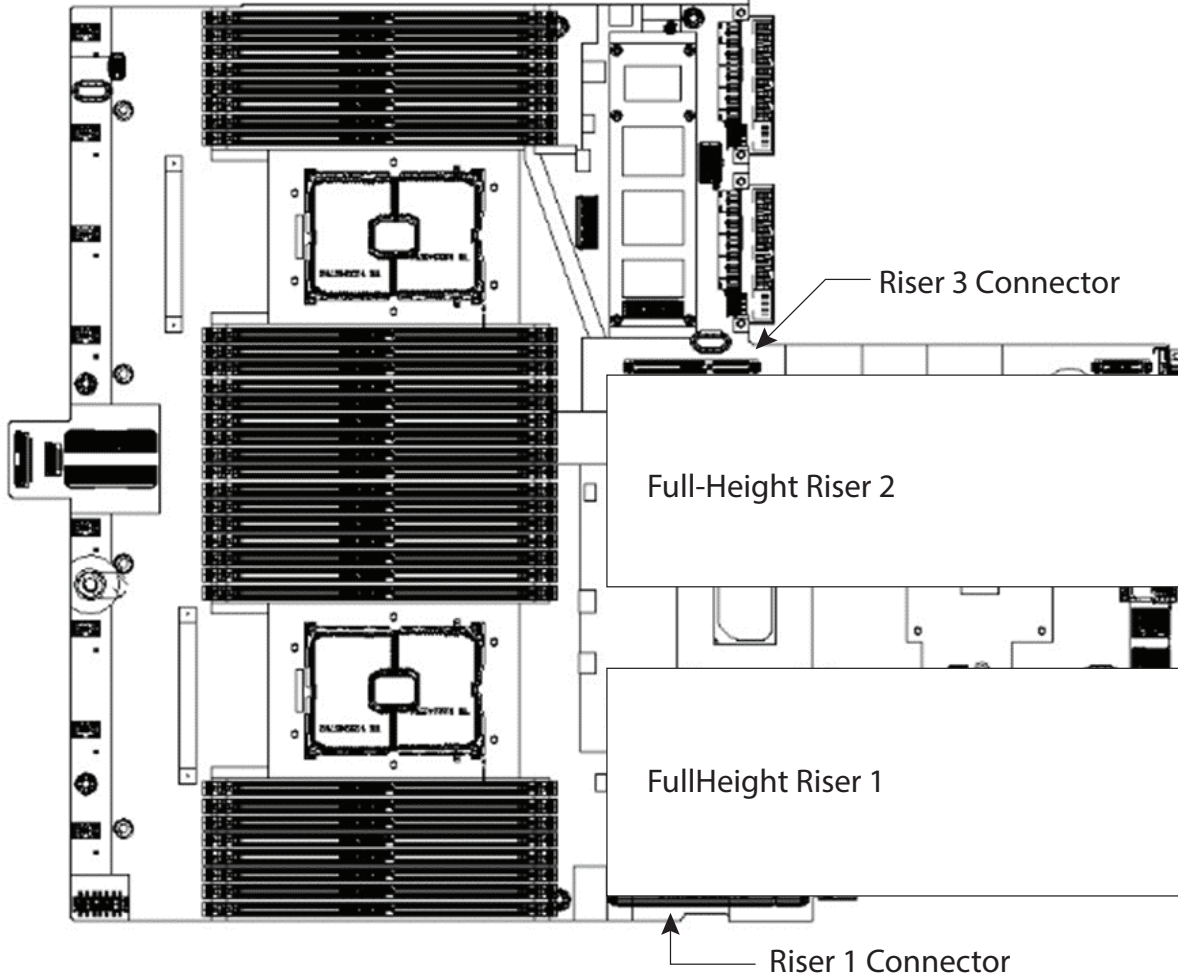 Riser 3 Connector
Full-Height Riser 2
FullHeight Riser 1
Riser 1 Connector